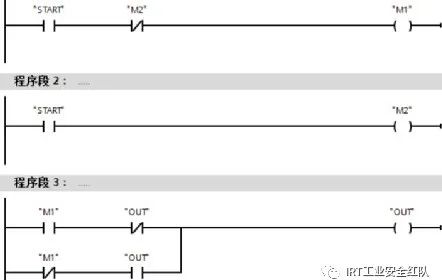 "START" "M2" "M1"
程序段 2： ......
"START" "M2"
程序段 3： ......
"M1" "OUT" "OUT"
"M1" "OUT"
IRT工业安全红队